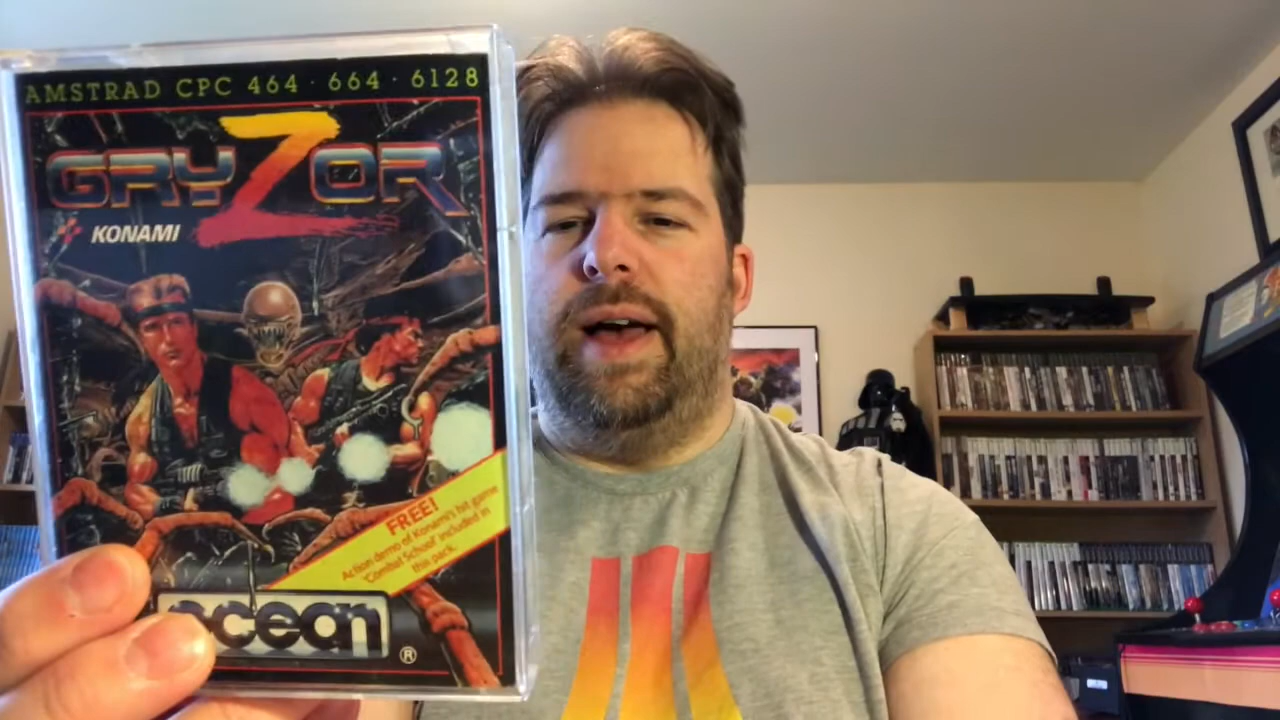 AMSTRAD CPC 464 · 664 · 6128
GRYZOR
KONAMI
FREE!
Action demo of Konami's hit game
'Combat School' included in
this pack.
ocean
®